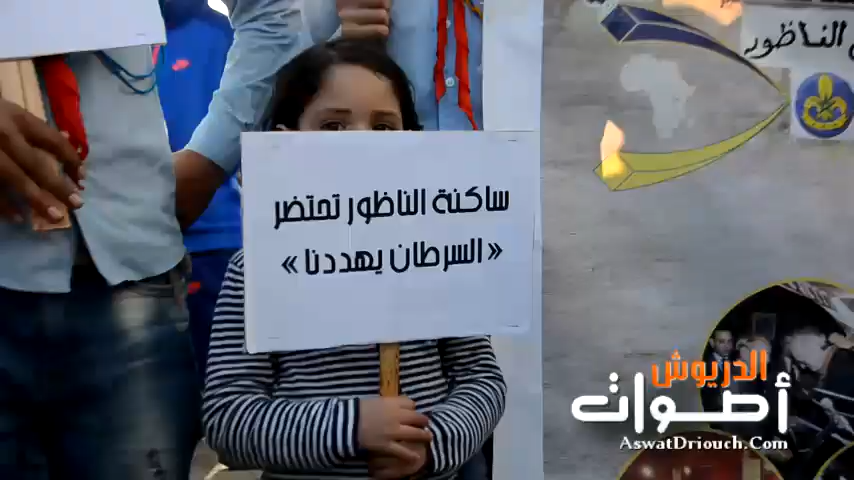 ساكنة الناظور تحتضر
« السرطان يهددنا »
الناظور
الدريوش
أصوات
AswatDriouch.Com